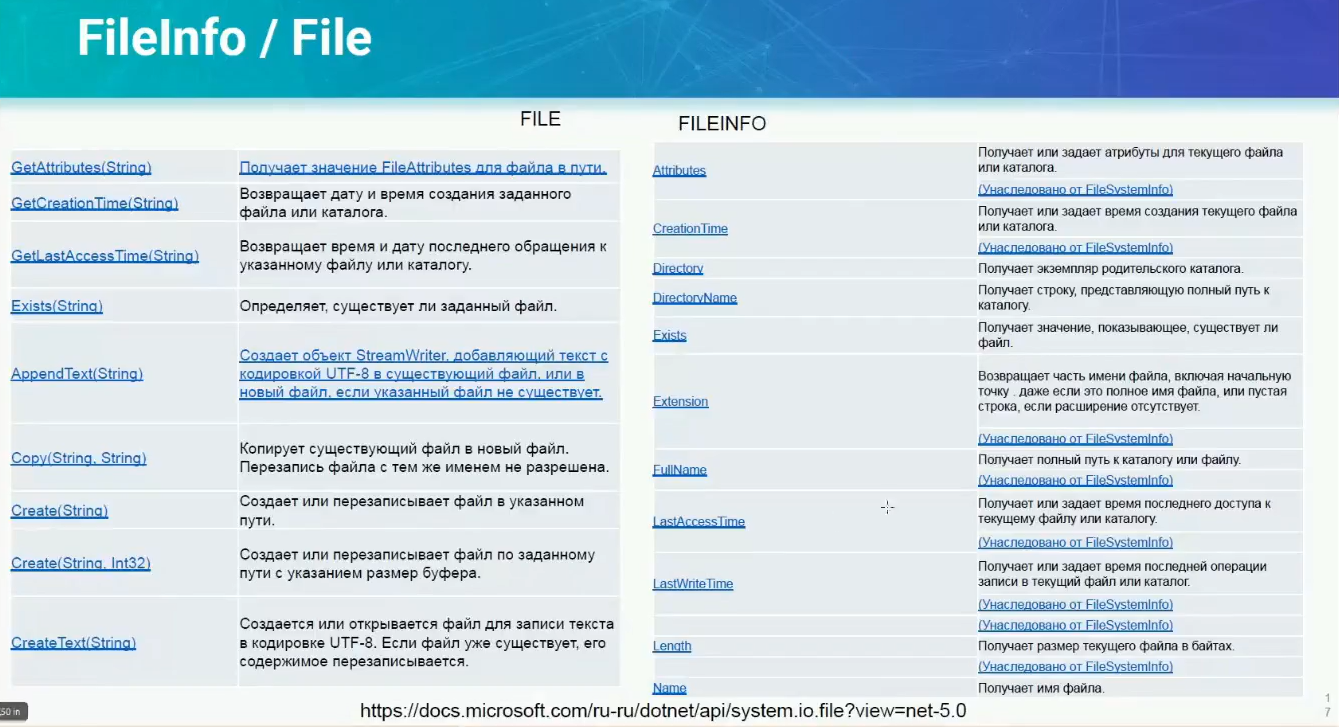 FileInfo / File
FILE
GetAttributes(String)
Получает значение FileAttributes для файла в пути.
GetCreationTime(String)
Возвращает дату и время создания заданного
файла или каталога.
GetLastAccessTime(String)
Возвращает время и дату последнего обращения к
указанному файлу или каталогу.
Exists(String)
Определяет, существует ли заданный файл.
AppendText(String)
Создает объект StreamWriter, добавляющий текст с
кодировкой UTF-8 в существующий файл, или в
новый файл, если указанный файл не существует.
Copy(String, String)
Копирует существующий файл в новый файл.
Перезапись файла с тем же именем не разрешена.
Create(String)
Создает или перезаписывает файл в указанном
пути.
Create(String, Int32)
Создает или перезаписывает файл по заданному
пути с указанием размер буфера.
CreateText(String)
Создается или открывается файл для записи текста
в кодировке UTF-8. Если файл уже существует, его
содержимое перезаписывается.
FILEINFO
Attributes
Получает или задает атрибуты для текущего файла
или каталога.
(Унаследовано от FileSystemInfo)
CreationTime
Получает или задает время создания текущего файла
или каталога.
(Унаследовано от FileSystemInfo)
Directory
Получает экземпляр родительского каталога.
DirectoryName
Получает строку, представляющую полный путь к
каталогу.
Exists
Получает значение, показывающее, существует ли
файл.
Extension
Возвращает часть имени файла, включая начальную
точку . даже если это полное имя файла, или пустая
строка, если расширение отсутствует.
(Унаследовано от FileSystemInfo)
FullName
Получает полный путь к каталогу или файлу.
(Унаследовано от FileSystemInfo)
LastAccessTime
Получает или задает время последнего доступа к
текущему файлу или каталогу.
(Унаследовано от FileSystemInfo)
LastWriteTime
Получает или задает время последней операции
записи в текущий файл или каталог.
(Унаследовано от FileSystemInfo)
(Унаследовано от FileSystemInfo)
Length
Получает размер текущего файла в байтах.
(Унаследовано от FileSystemInfo)
Name
Получает имя файла.
https://docs.microsoft.com/ru-ru/dotnet/api/system.io.file?view=net-5.0
1
7
50 in